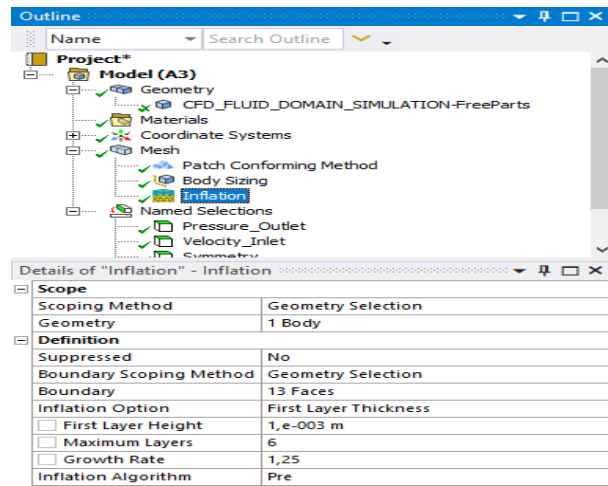 Outline
Name Search Outline
Project*
Model (A3)
Geometry
CFD_FLUID_DOMAIN_SIMULATION-FreeParts
Materials
Coordinate Systems
Mesh
Patch Conforming Method
Body Sizing
Inflation
Named Selections
Pressure_Outlet
Velocity_Inlet
Symmetry
Details of "Inflation" - Inflation
Scope
Scoping Method Geometry Selection
Geometry 1 Body
Definition
Suppressed No
Boundary Scoping Method Geometry Selection
Boundary 13 Faces
Inflation Option First Layer Thickness
First Layer Height 1,e-003 m
Maximum Layers 6
Growth Rate 1,25
Inflation Algorithm Pre